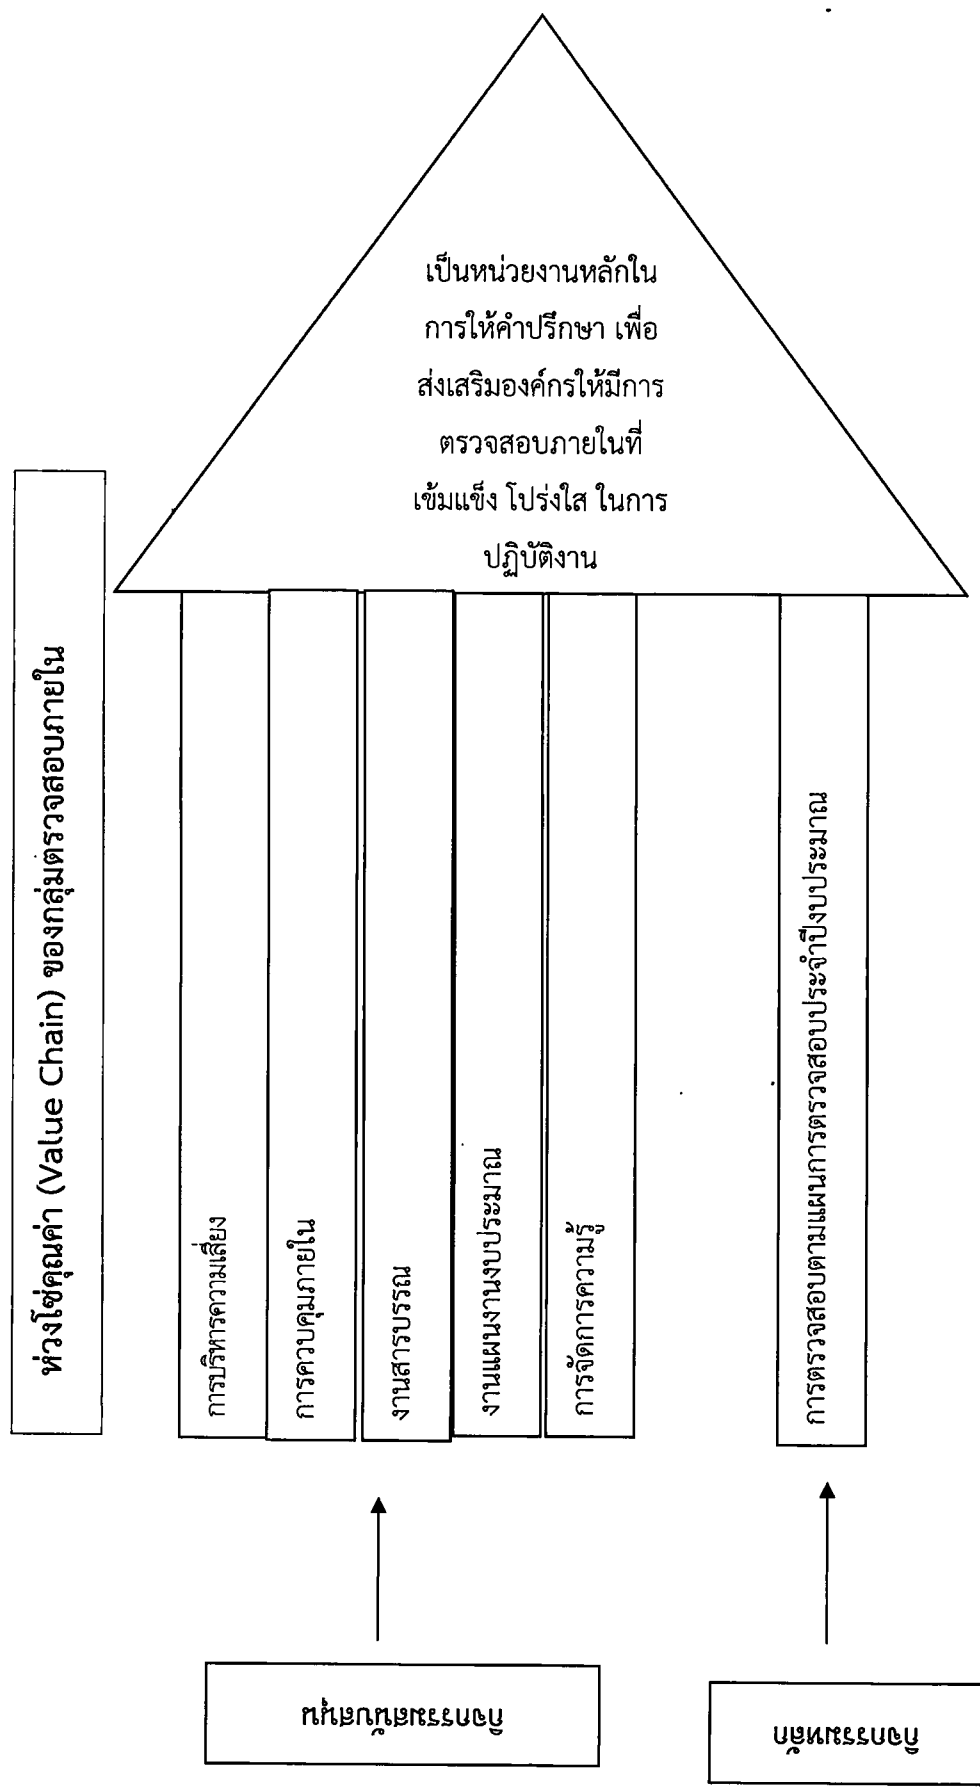 ห่วงโซ่คุณค่า (Value Chain) ของกลุ่มตรวจสอบภายใน
กิจกรรมสนับสนุน
การบริหารความเสี่ยง
การควบคุมภายใน
งานสารบรรณ
งานแผนงานงบประมาณ
การจัดการความรู้
กิจกรรมหลัก
การตรวจสอบตามแผนการตรวจสอบประจำปีงบประมาณ
เป็นหน่วยงานหลักใน
การให้คำปรึกษา เพื่อ
ส่งเสริมองค์กรให้มีการ
ตรวจสอบภายในที่
เข้มแข็ง โปร่งใส ในการ
ปฏิบัติงาน